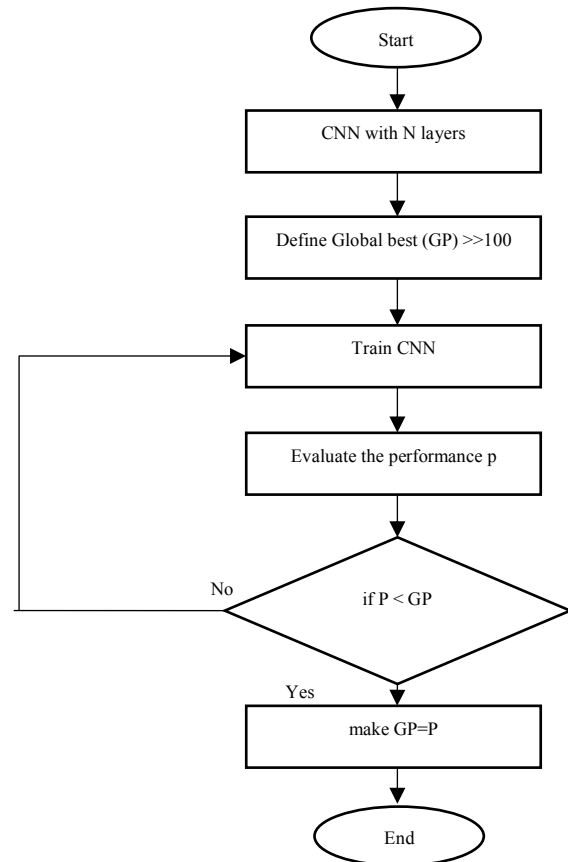 Start
CNN with N layers
Define Global best (GP) >>100
Train CNN
Evaluate the performance p
No
if P < GP
Yes
make GP=P
End